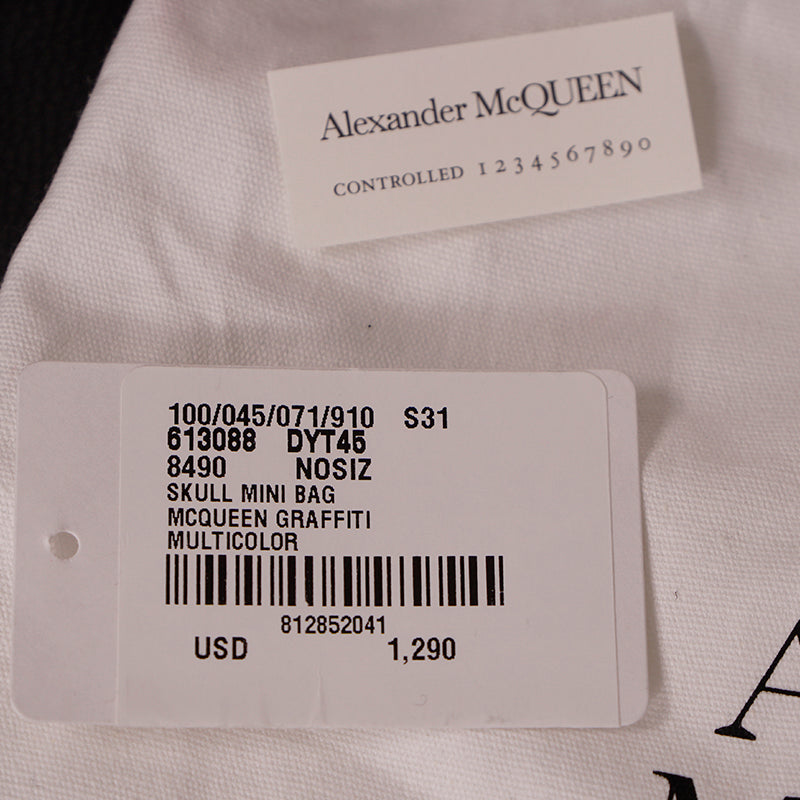 Alexander McQUEEN
CONTROLLED 1234567890
100/045/071/910 S31
613088 DYT45
8490 NOSIZ
SKULL MINI BAG
MCQUEEN GRAFFITI
MULTICOLOR
812852041
USD 1,290
A